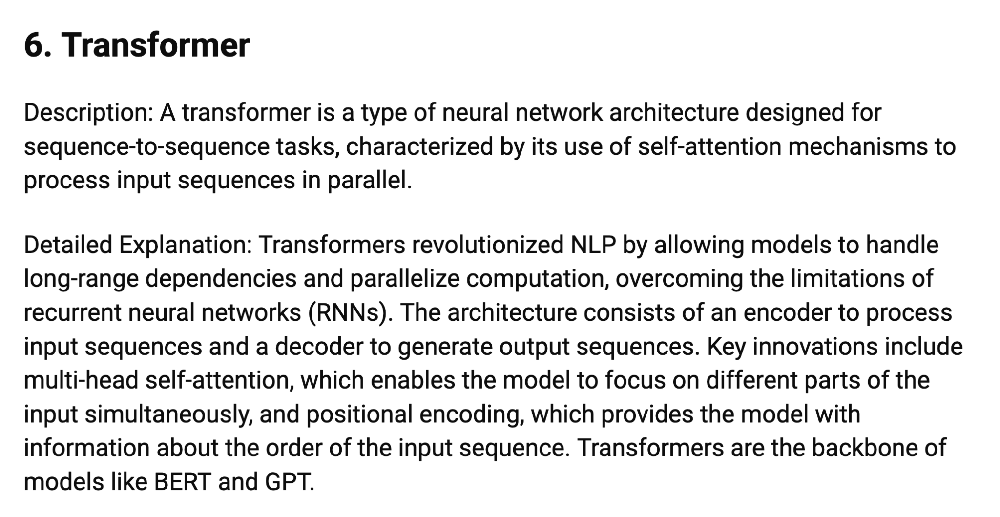 6. Transformer
Description: A transformer is a type of neural network architecture designed for
sequence-to-sequence tasks, characterized by its use of self-attention mechanisms to
process input sequences in parallel.
Detailed Explanation: Transformers revolutionized NLP by allowing models to handle
long-range dependencies and parallelize computation, overcoming the limitations of
recurrent neural networks (RNNs). The architecture consists of an encoder to process
input sequences and a decoder to generate output sequences. Key innovations include
multi-head self-attention, which enables the model to focus on different parts of the
input simultaneously, and positional encoding, which provides the model with
information about the order of the input sequence. Transformers are the backbone of
models like BERT and GPT.